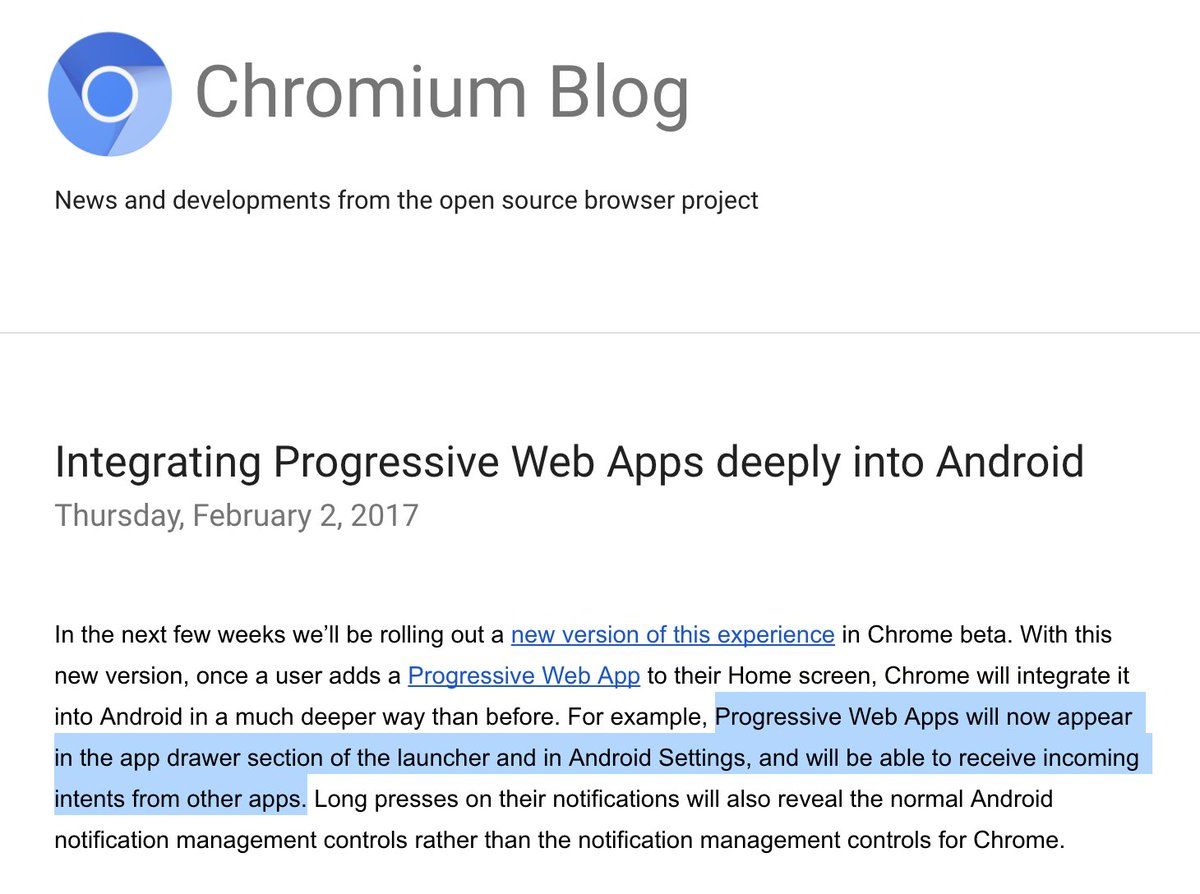 Chromium Blog
News and developments from the open source browser project
Integrating Progressive Web Apps deeply into Android
Thursday, February 2, 2017
In the next few weeks we’ll be rolling out a new version of this experience in Chrome beta. With this
new version, once a user adds a Progressive Web App to their Home screen, Chrome will integrate it
into Android in a much deeper way than before. For example, Progressive Web Apps will now appear
in the app drawer section of the launcher and in Android Settings, and will be able to receive incoming
intents from other apps. Long presses on their notifications will also reveal the normal Android
notification management controls rather than the notification management controls for Chrome.